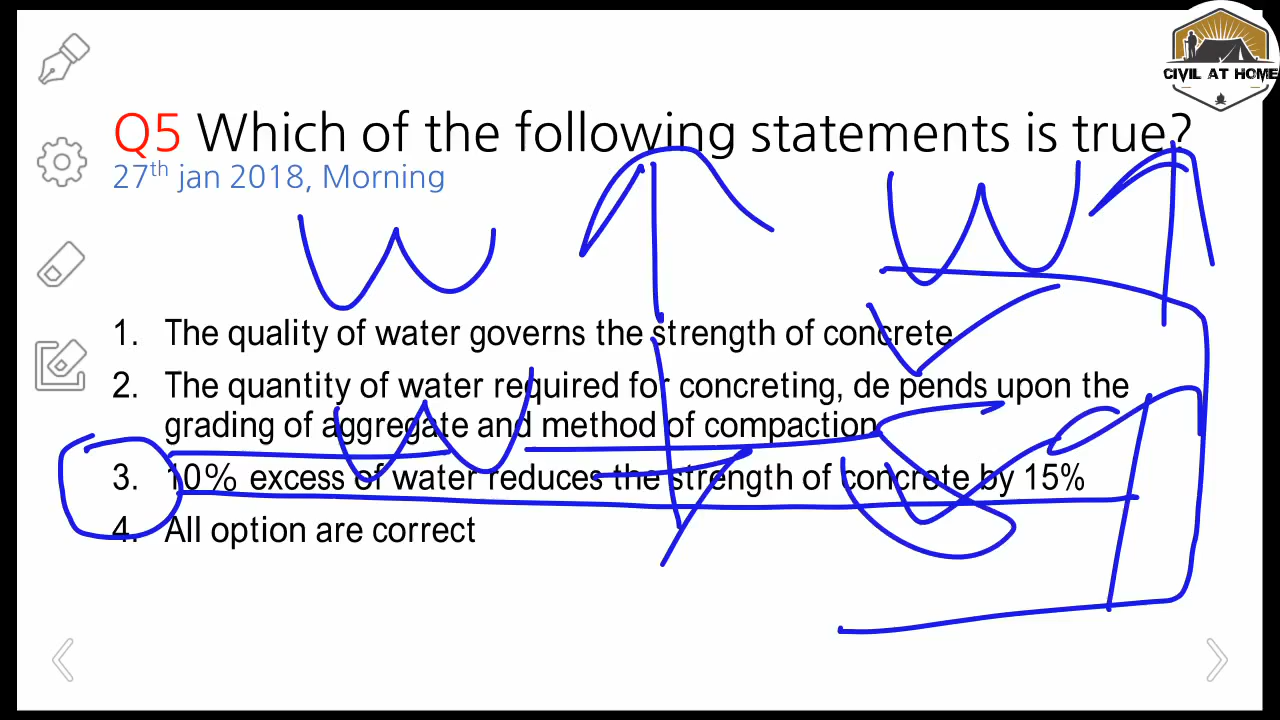 CIVIL AT HOME
Q5 Which of the following statements is true?
27th jan 2018, Morning
W W
1. The quality of water governs the strength of concrete
2. The quantity of water required for concreting, de pends upon the
grading of aggregate and method of compaction
W
3. 10% excess of water reduces the strength of concrete by 15%
4. All option are correct